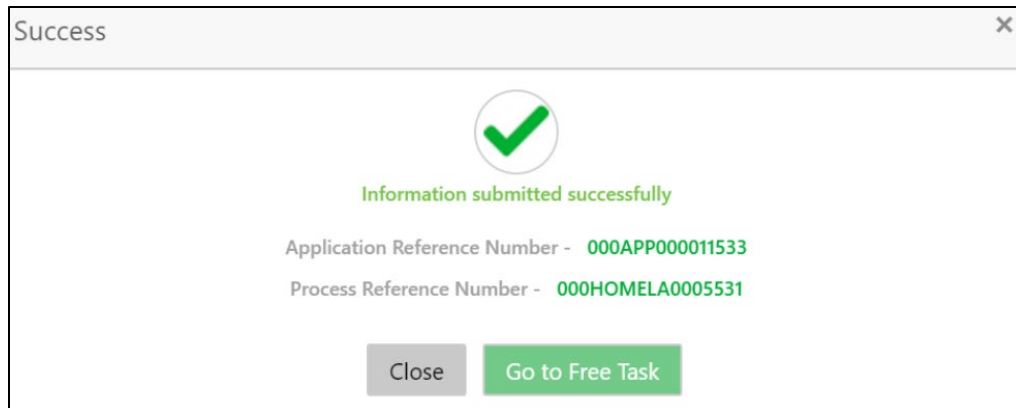 Success
Information submitted successfully
Application Reference Number - 000APP000011533
Process Reference Number - 000HOMELA0005531
Close Go to Free Task